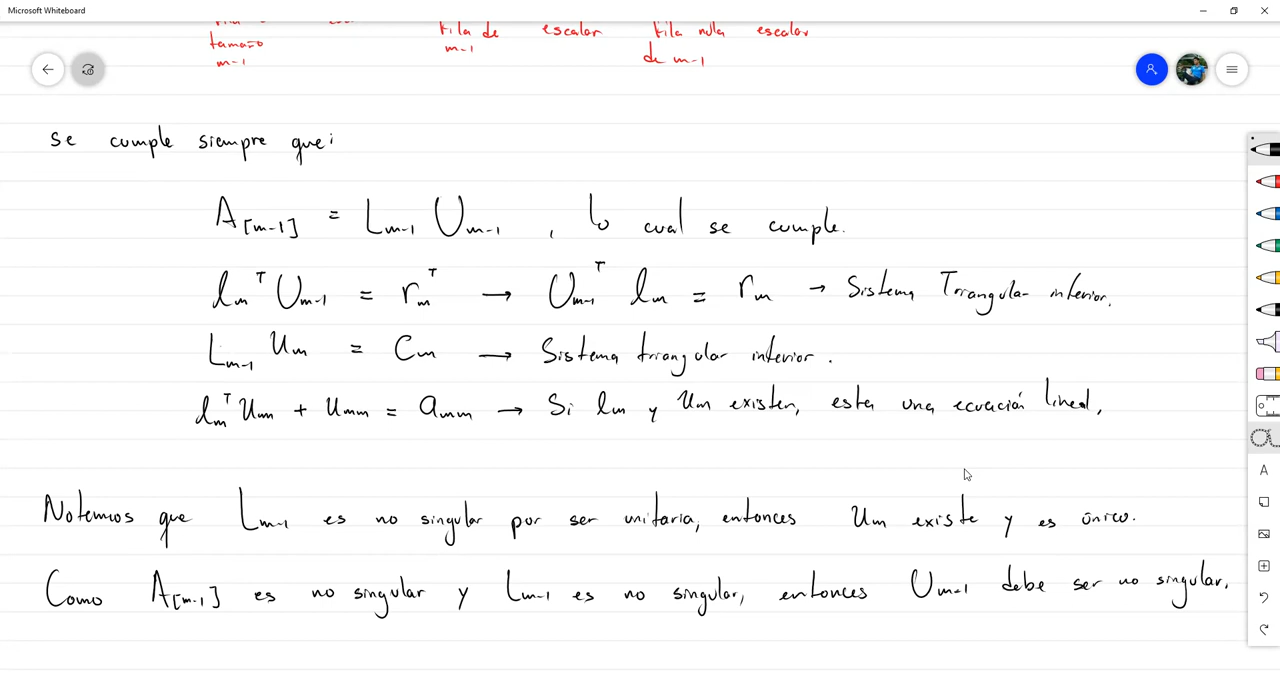 Microsoft Whiteboard
fila de escalar fila nula escalar
tamaño m-1 de m-1
m-1
Se cumple siempre que:
A[m-1] = Lm-1 Um-1 , lo cual se cumple.
lm^T Um-1 = rm^T → Um-1^T lm = rm → Sistema Triangular inferior.
Lm-1 um = cm → Sistema triangular inferior.
lm^T um + umm = amm → Si lm y um existen, esta una ecuación lineal,
Notemos que Lm-1 es no singular por ser unitaria, entonces um existe y es único.
Como A[m-1] es no singular y Lm-1 es no singular, entonces Um-1 debe ser no singular.
A